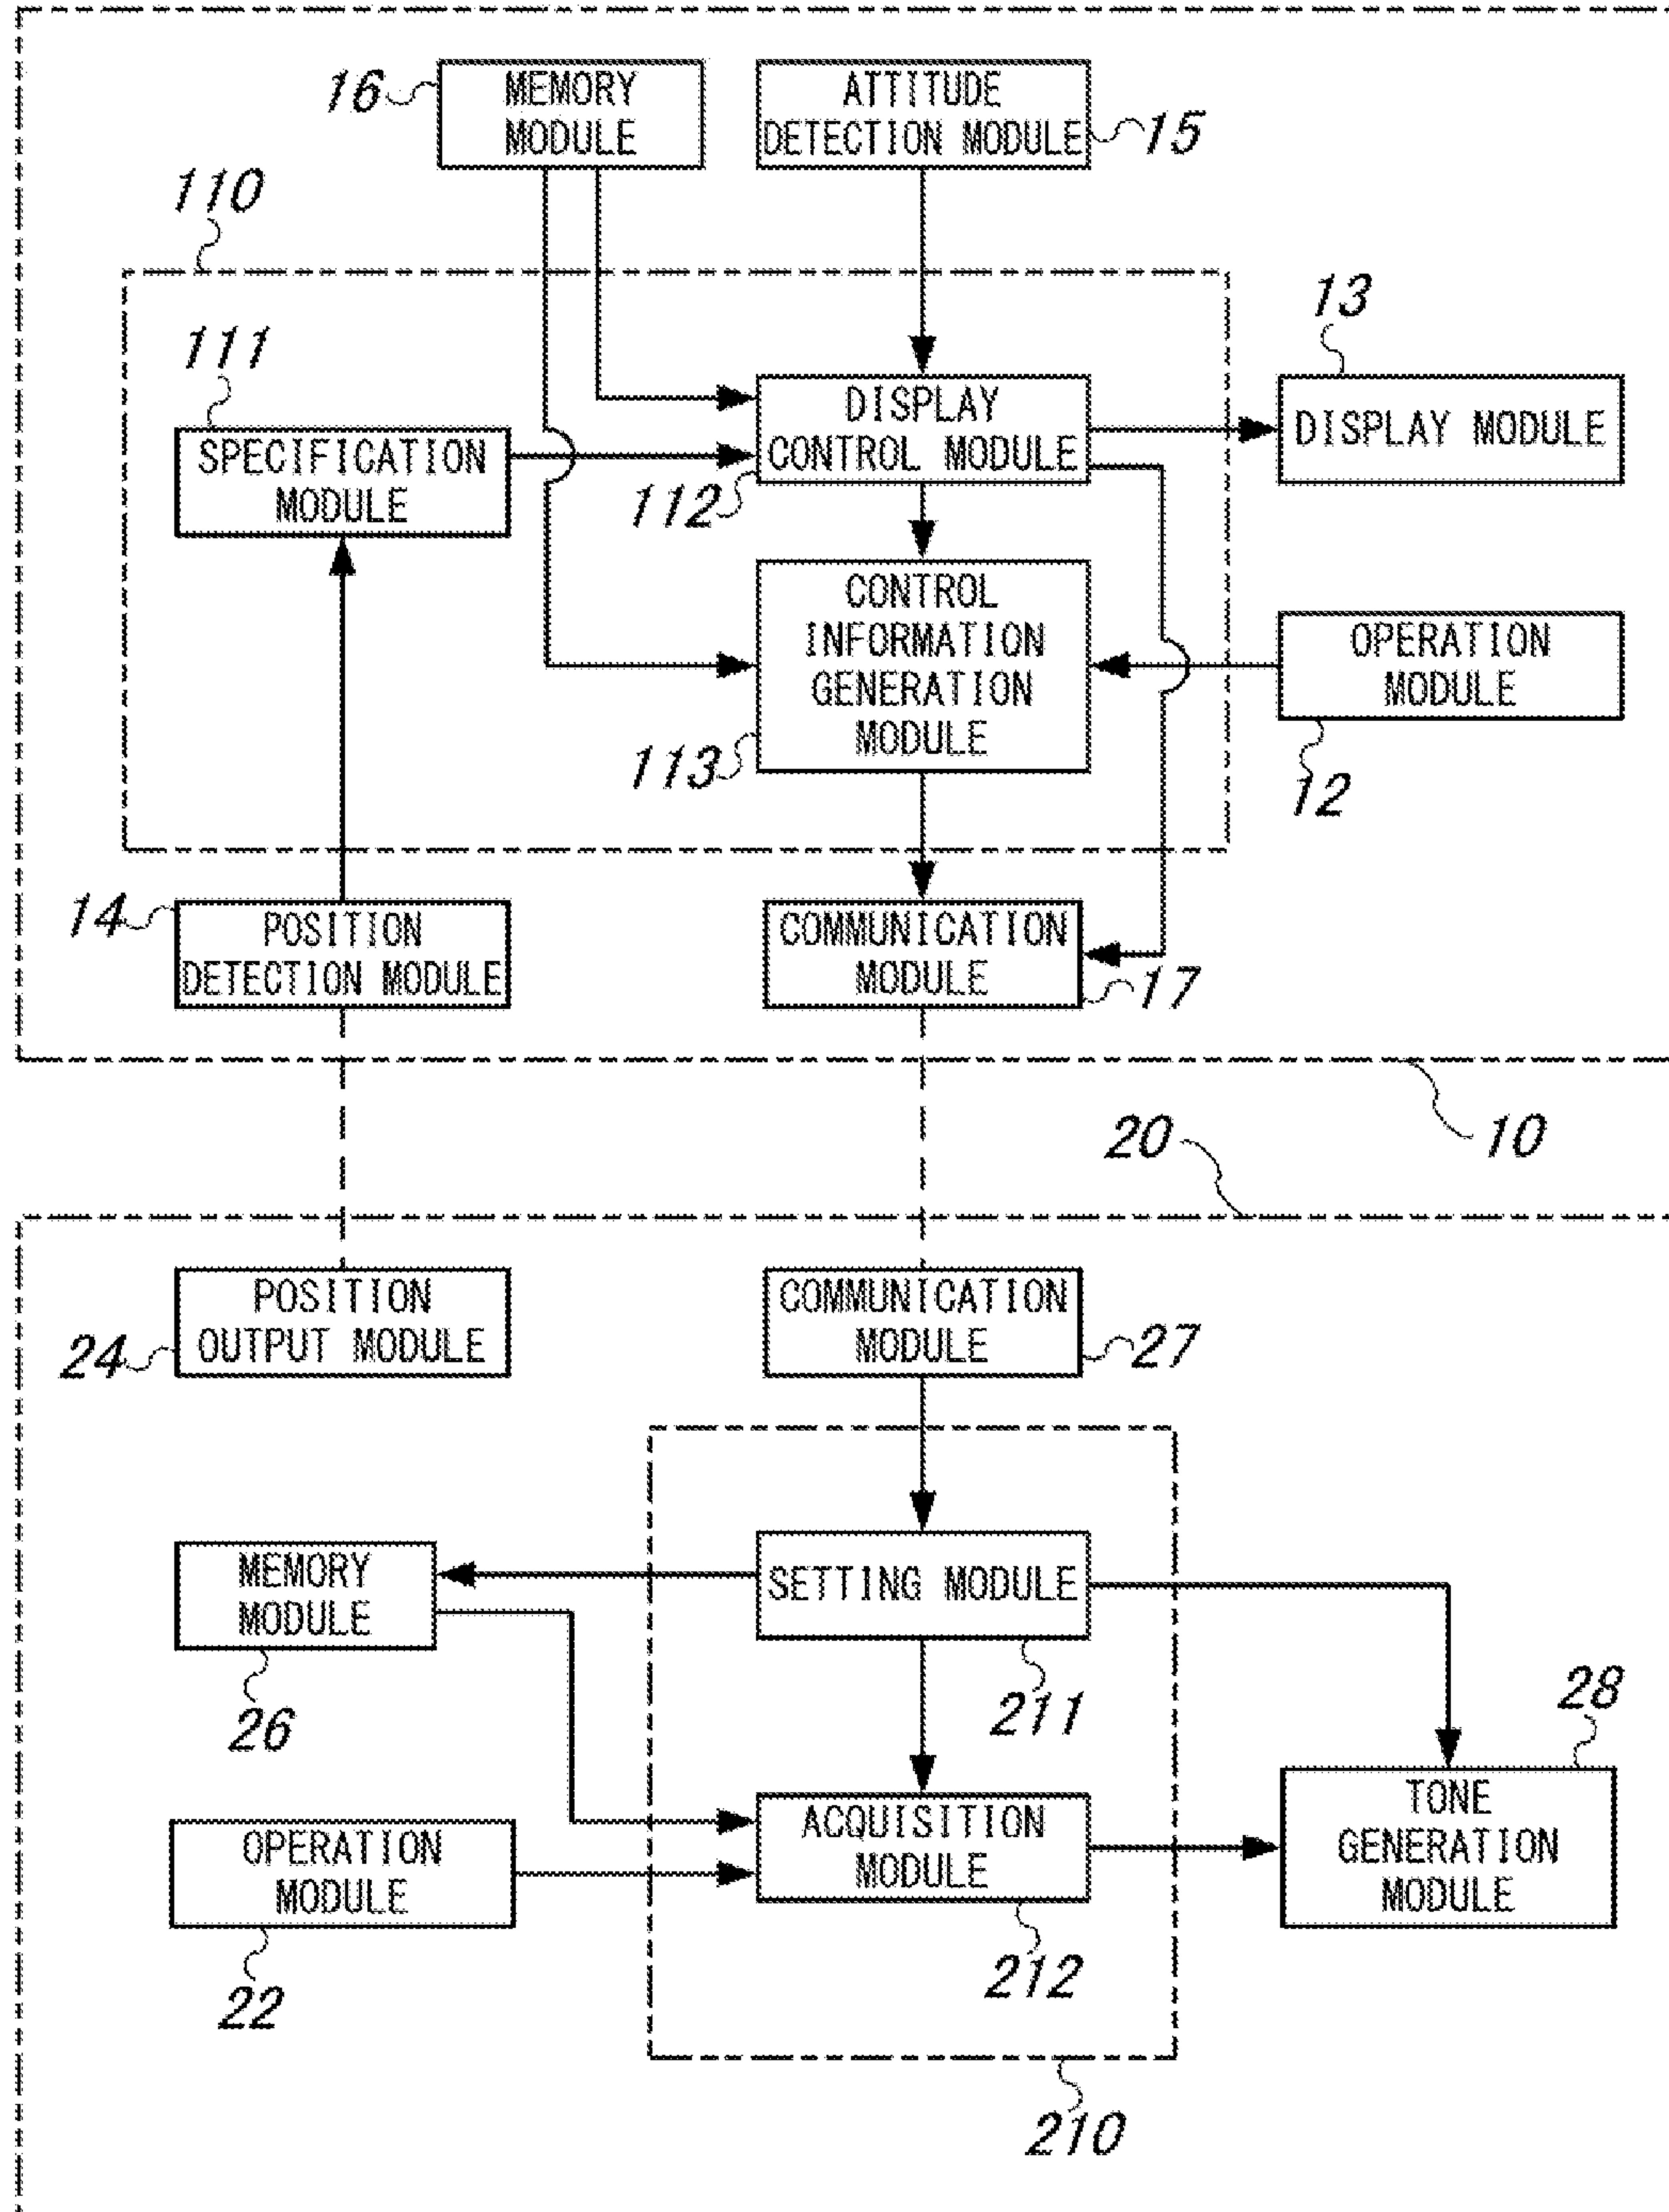 16
MEMORY
MODULE
ATTITUDE
DETECTION MODULE
15
110
111
SPECIFICATION
MODULE
DISPLAY
CONTROL MODULE
112
13
DISPLAY MODULE
CONTROL
INFORMATION
GENERATION
MODULE
113
OPERATION
MODULE
12
14
POSITION
DETECTION MODULE
COMMUNICATION
MODULE
17
10
20
POSITION
OUTPUT MODULE
24
COMMUNICATION
MODULE
27
MEMORY
MODULE
26
SETTING MODULE
211
28
TONE
GENERATION
MODULE
OPERATION
MODULE
22
ACQUISITION
MODULE
212
210